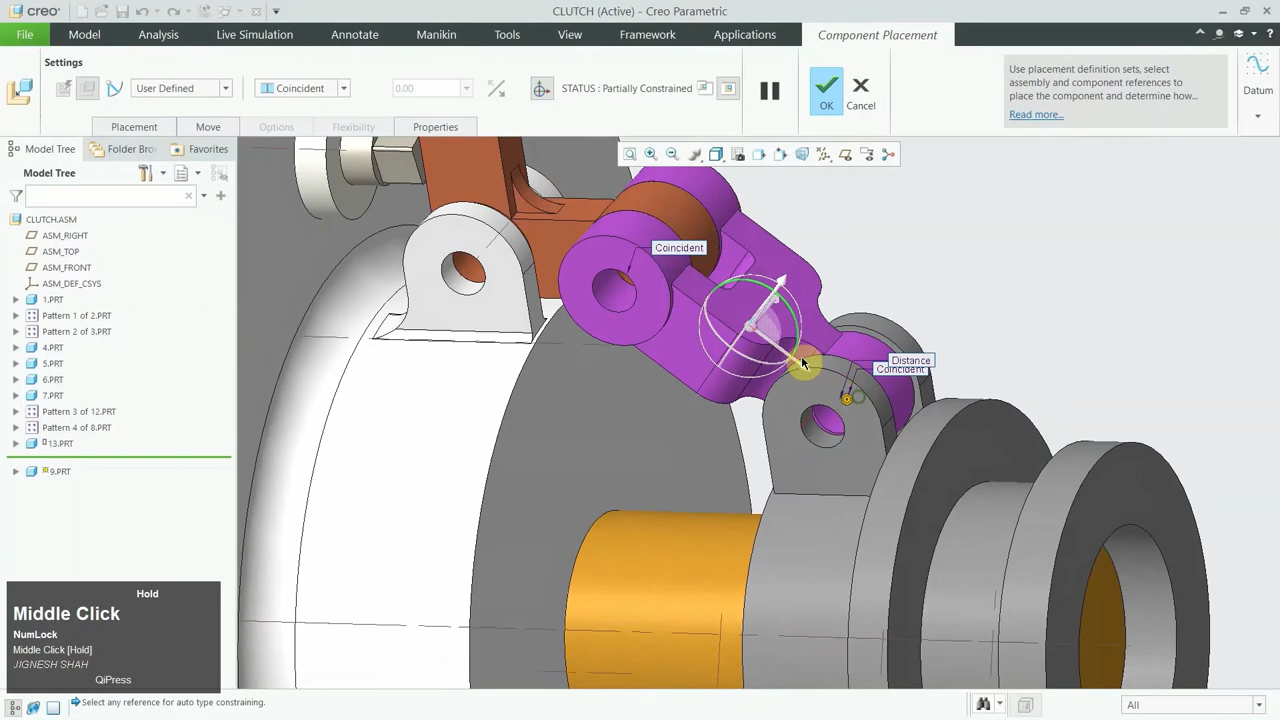 creo
CLUTCH (Active) - Creo Parametric
File Model Analysis Live Simulation Annotate Manikin Tools View Framework Applications Component Placement
Settings
User Defined Coincident 0.00 STATUS : Partially Constrained OK Cancel
Use placement definition sets, select
assembly and component references to
place the component and determine how...
Read more...
Datum
Placement Move Options Flexibility Properties
Model Tree Folder Bro Favorites
Model Tree
CLUTCH.ASM
ASM_RIGHT
ASM_TOP
ASM_FRONT
ASM_DEF_CSYS
1.PRT
Pattern 1 of 2.PRT
Pattern 2 of 3.PRT
4.PRT
5.PRT
6.PRT
7.PRT
Pattern 3 of 12.PRT
Pattern 4 of 8.PRT
13.PRT
9.PRT
Coincident
Distance
Coincident
Hold
Middle Click
NumLock
Middle Click [Hold]
JIGNESH SHAH
QiPress
Select any reference for auto type constraining.
All